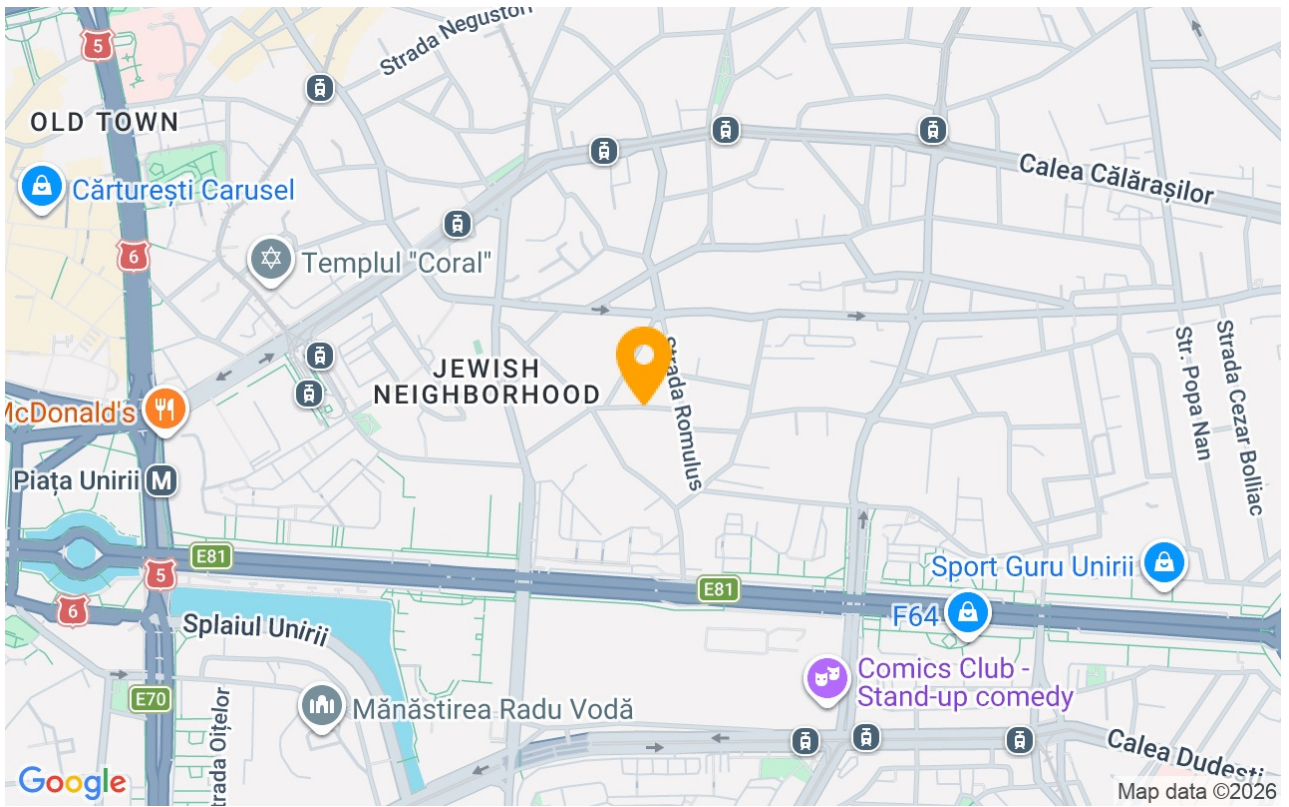 Strada Negustori
5
OLD TOWN
Calea Călărașilor
Cărturești Carusel
6
Templul "Coral"
JEWISH
NEIGHBORHOOD
Strada Romulus
Str. Popa Nan
Strada Cezar Bolliac
McDonald's
Piața Unirii M
E81
5
E81
Sport Guru Unirii
6
F64
Splaiul Unirii
Comics Club -
Stand-up comedy
E70
Mănăstirea Radu Vodă
Strada Oițelor
Calea Dudești
Google
Map data ©2026